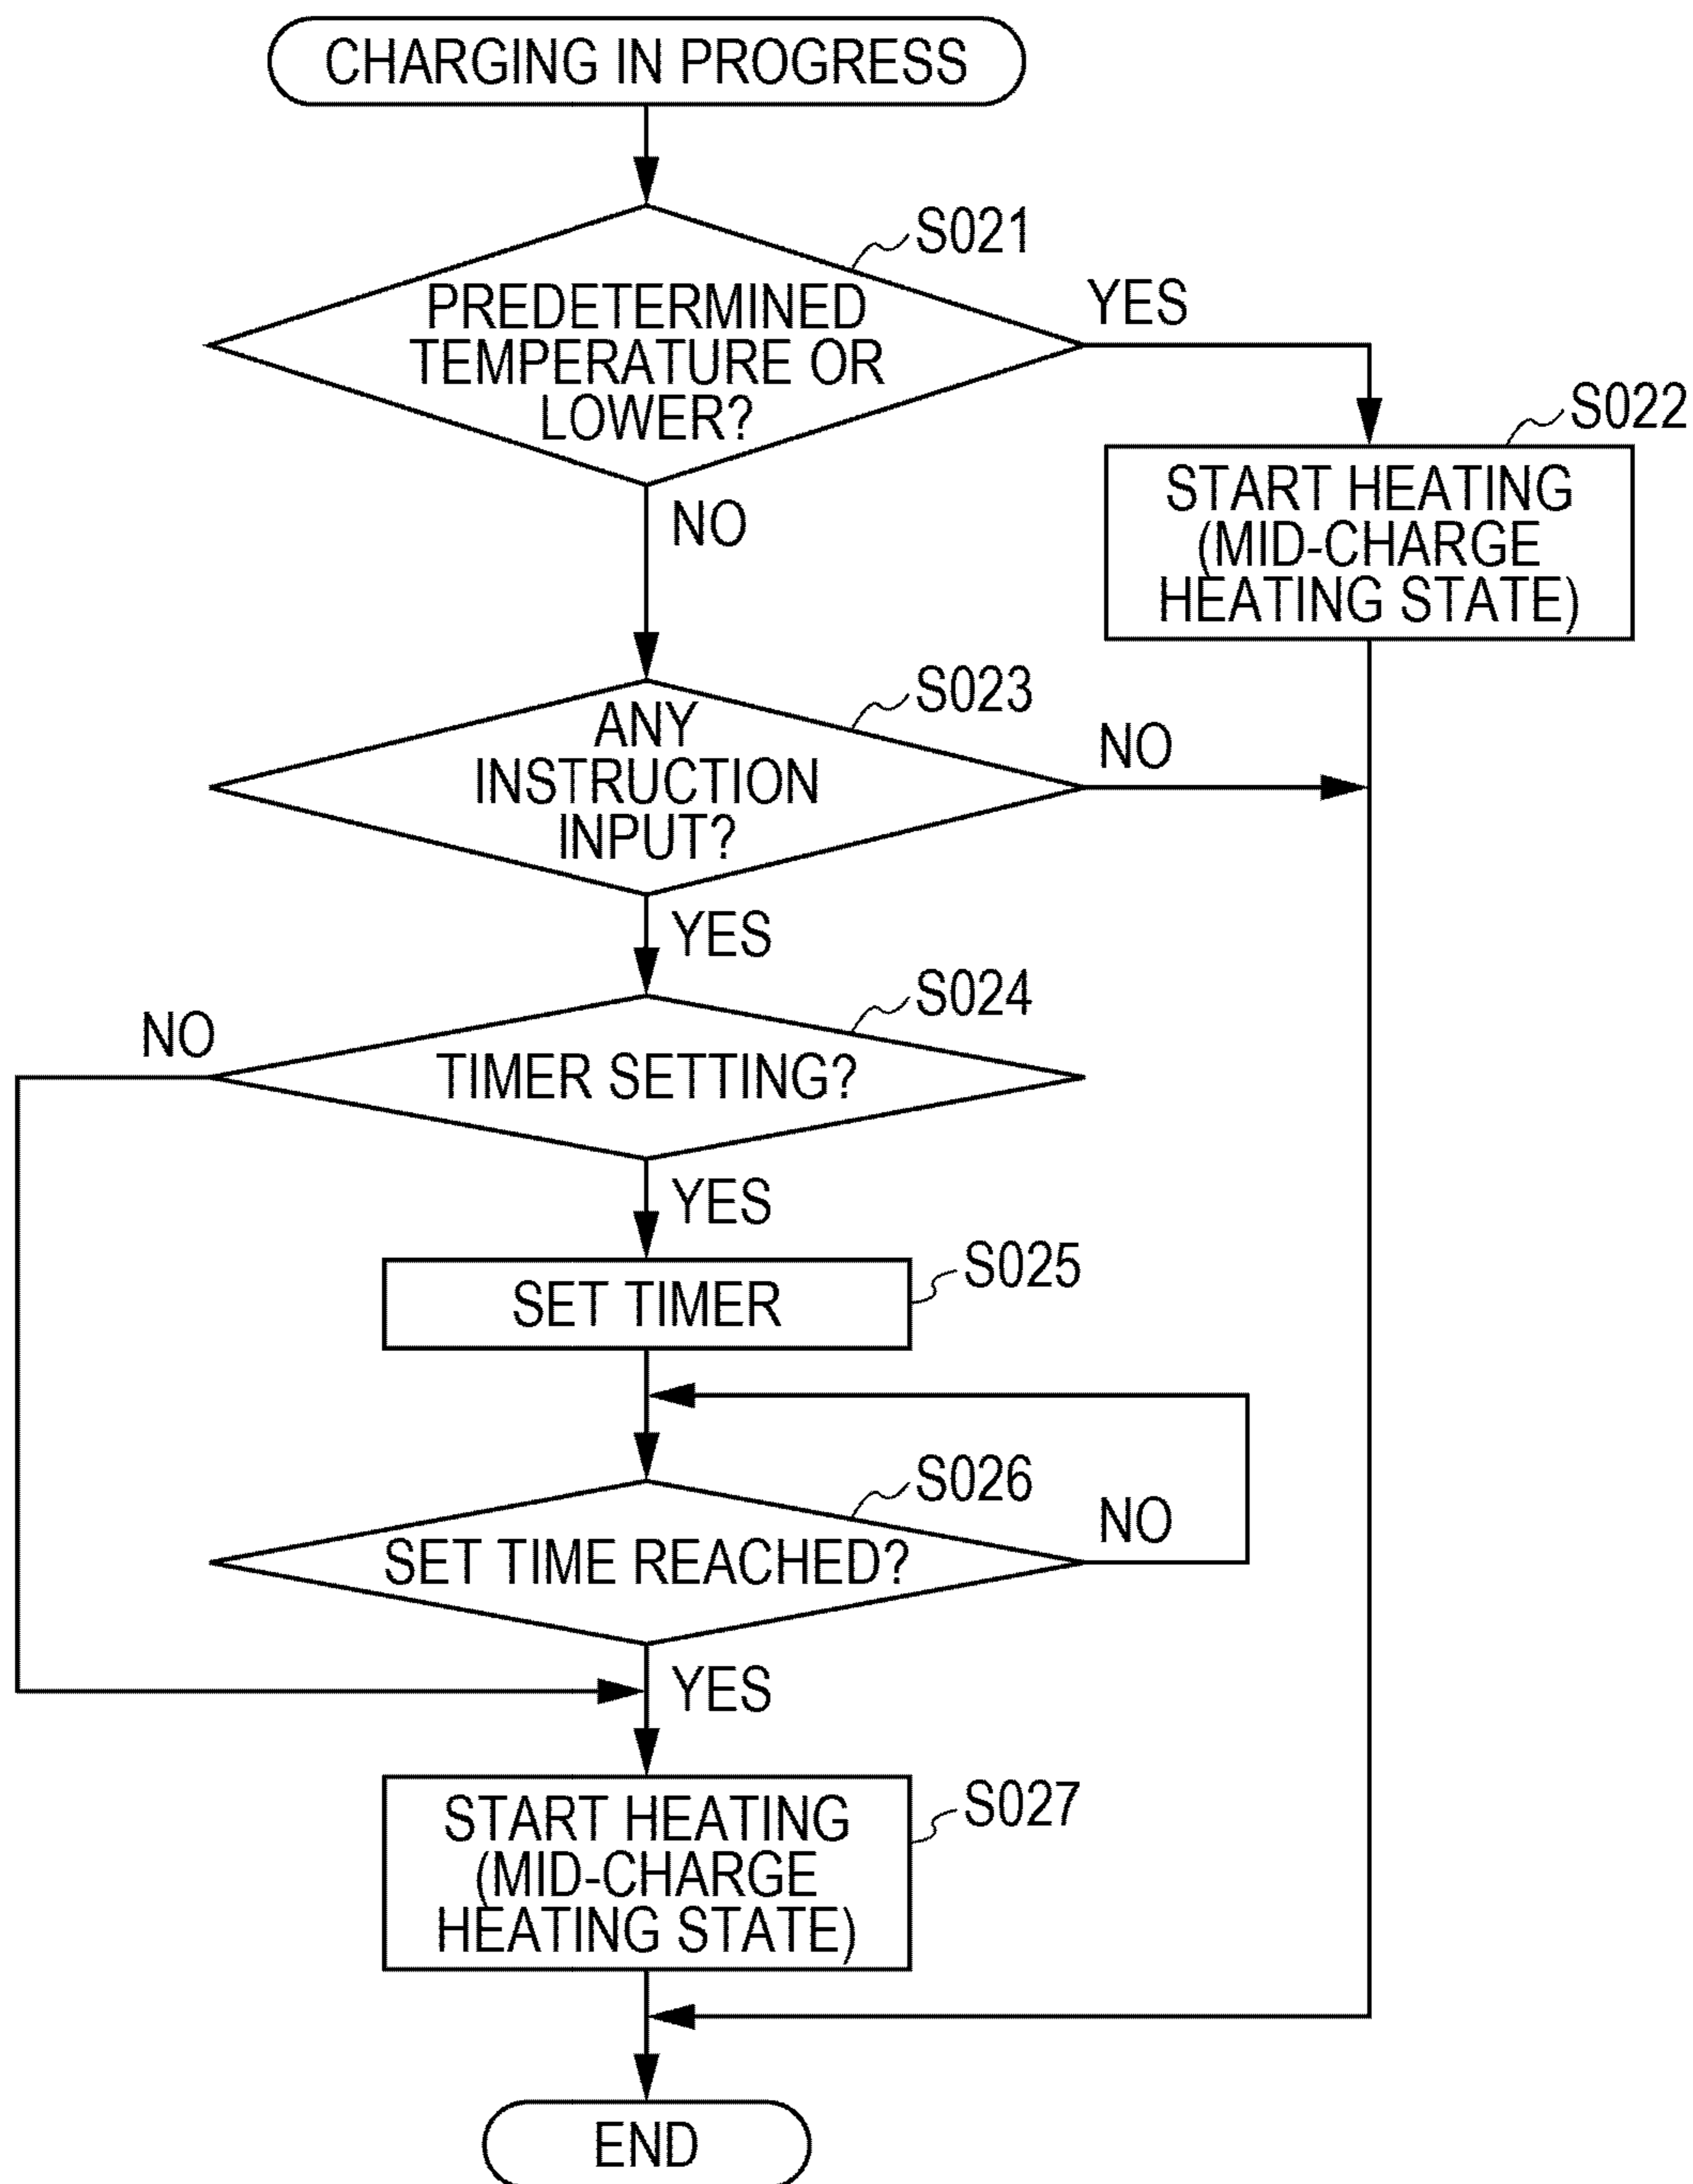 CHARGING IN PROGRESS
S021
PREDETERMINED
TEMPERATURE OR
LOWER?
YES
NO
S022
START HEATING
(MID-CHARGE
HEATING STATE)
S023
ANY
INSTRUCTION
INPUT?
NO
YES
S024
NO
TIMER SETTING?
YES
S025
SET TIMER
S026
SET TIME REACHED?
NO
YES
S027
START HEATING
(MID-CHARGE
HEATING STATE)
END